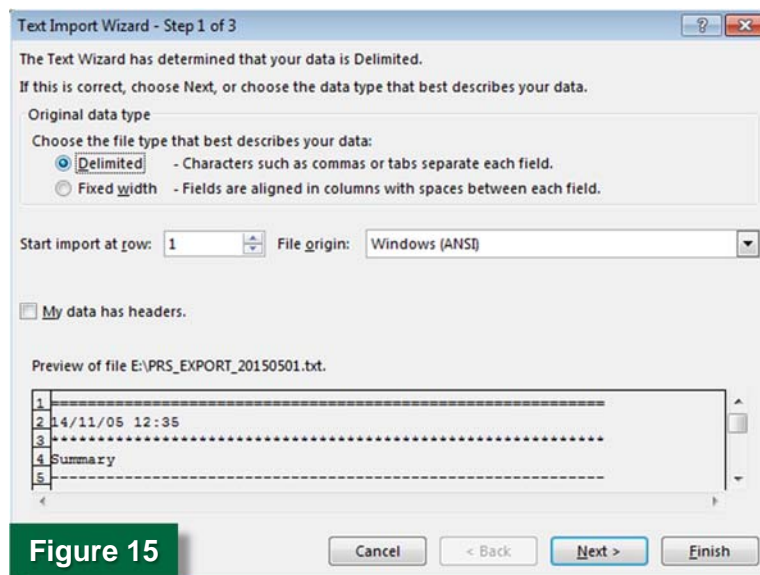 Text Import Wizard - Step 1 of 3
The Text Wizard has determined that your data is Delimited.
If this is correct, choose Next, or choose the data type that best describes your data.
Original data type
Choose the file type that best describes your data:
Delimited - Characters such as commas or tabs separate each field.
Fixed width - Fields are aligned in columns with spaces between each field.
Start import at row: 1 File origin: Windows (ANSI)
My data has headers.
Preview of file E:\PRS_EXPORT_20150501.txt.
1 ============================================================
2 14/11/05 12:35
3 ************************************************************
4 Summary
5 ------------------------------------------------------------
Figure 15
Cancel < Back Next > Finish